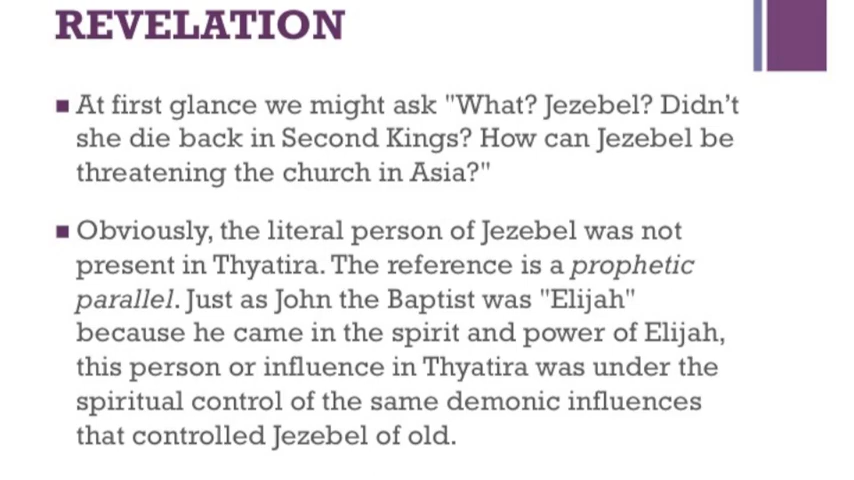 REVELATION
At first glance we might ask "What? Jezebel? Didn’t
she die back in Second Kings? How can Jezebel be
threatening the church in Asia?"
Obviously, the literal person of Jezebel was not
present in Thyatira. The reference is a prophetic
parallel. Just as John the Baptist was "Elijah"
because he came in the spirit and power of Elijah,
this person or influence in Thyatira was under the
spiritual control of the same demonic influences
that controlled Jezebel of old.